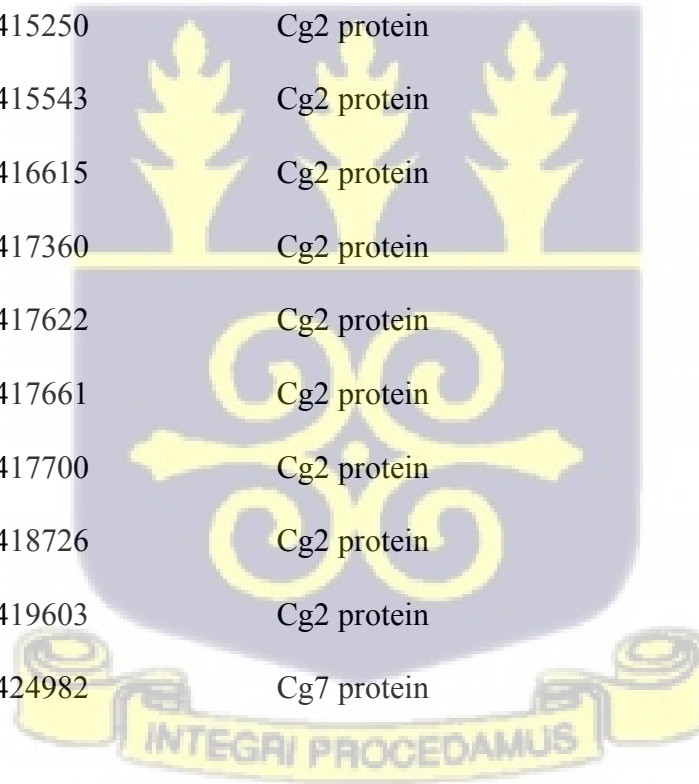 415250 Cg2 protein
415543 Cg2 protein
416615 Cg2 protein
417360 Cg2 protein
417622 Cg2 protein
417661 Cg2 protein
417700 Cg2 protein
418726 Cg2 protein
419603 Cg2 protein
424982 Cg7 protein
INTEGRI PROCEDAMUS